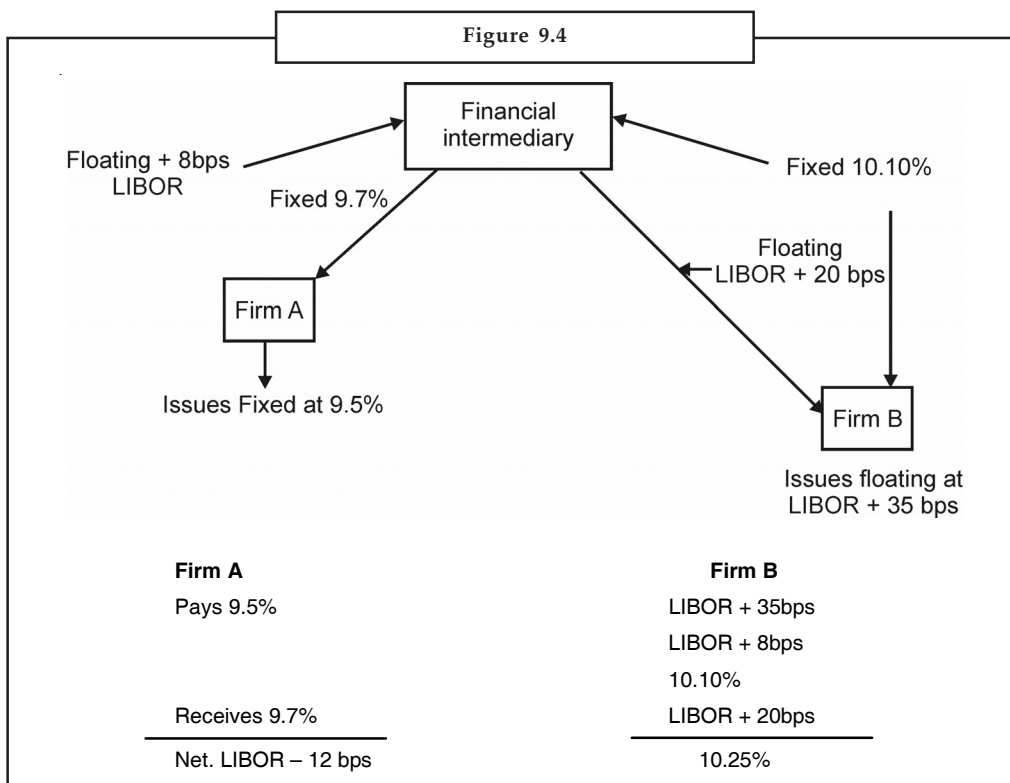 Figure 9.4
Financial
intermediary
Floating + 8bps
LIBOR
Fixed 10.10%
Fixed 9.7%
Floating
LIBOR + 20 bps
Firm A
Issues Fixed at 9.5%
Firm B
Issues floating at
LIBOR + 35 bps
Firm A Firm B
Pays 9.5% LIBOR + 35bps
LIBOR + 8bps
10.10%
Receives 9.7% LIBOR + 20bps
Net. LIBOR – 12 bps 10.25%